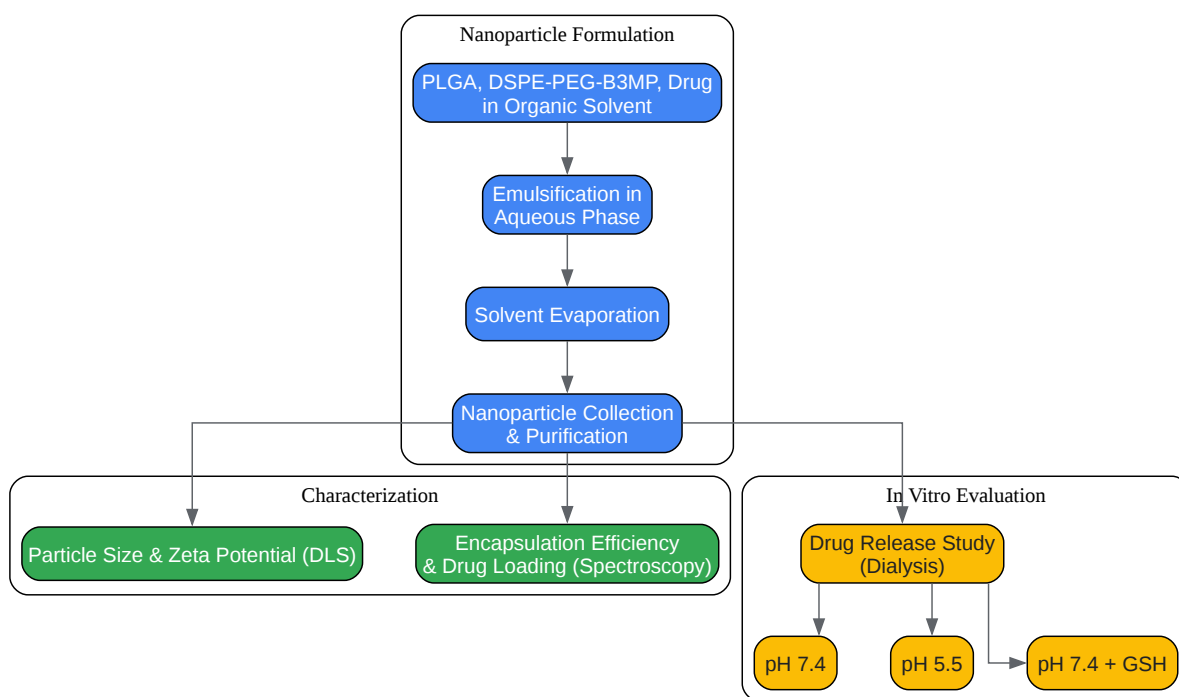 Nanoparticle Formulation
PLGA, DSPE-PEG-B3MP, Drug
in Organic Solvent
Emulsification in
Aqueous Phase
Solvent Evaporation
Nanoparticle Collection
& Purification
Characterization
Particle Size & Zeta Potential (DLS)
Encapsulation Efficiency
& Drug Loading (Spectroscopy)
In Vitro Evaluation
Drug Release Study
(Dialysis)
pH 7.4
pH 5.5
pH 7.4 + GSH